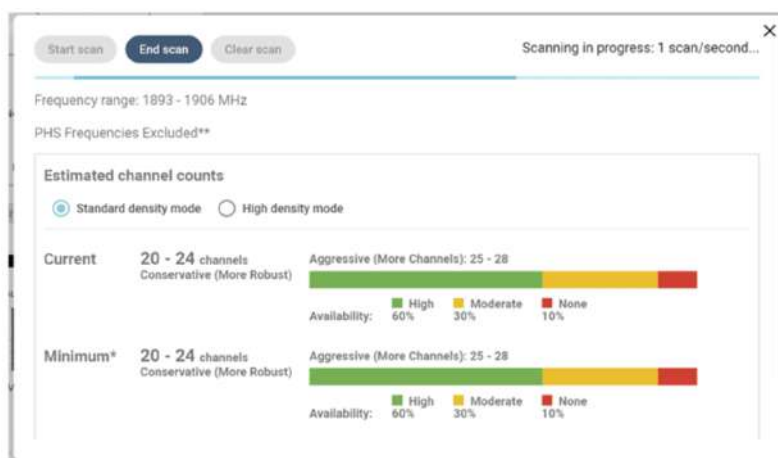 Start scan End scan Clear scan Scanning in progress: 1 scan/second...
Frequency range: 1893 - 1906 MHz
PHS Frequencies Excluded**
Estimated channel counts
Standard density mode High density mode
Current 20 - 24 channels Aggressive (More Channels): 25 - 28
Conservative (More Robust)
High Moderate None
Availability: 60% 30% 10%
Minimum* 20 - 24 channels Aggressive (More Channels): 25 - 28
Conservative (More Robust)
High Moderate None
Availability: 60% 30% 10%